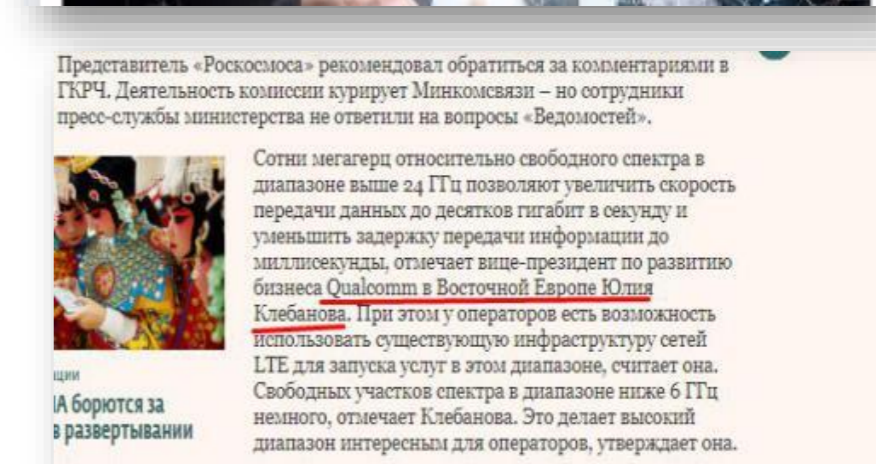 Представитель «Роскосмоса» рекомендовал обратиться за комментариями в
ГКРЧ. Деятельность комиссии курирует Минкомсвязи – но сотрудники
пресс-службы министерства не ответили на вопросы «Ведомостей».
Сотни мегагерц относительно свободного спектра в
диапазоне выше 24 ГГц позволяют увеличить скорость
передачи данных до десятков гигабит в секунду и
уменьшить задержку передачи информации до
миллисекунды, отмечает вице-президент по развитию
бизнеса Qualcomm в Восточной Европе Юлия
Клебанова. При этом у операторов есть возможность
использовать существующую инфраструктуру сетей
LTE для запуска услуг в этом диапазоне, считает она.
Свободных участков спектра в диапазоне ниже 6 ГГц
немного, отмечает Клебанова. Это делает высокий
диапазон интересным для операторов, утверждает она.
ции
А борются за
в развертывании